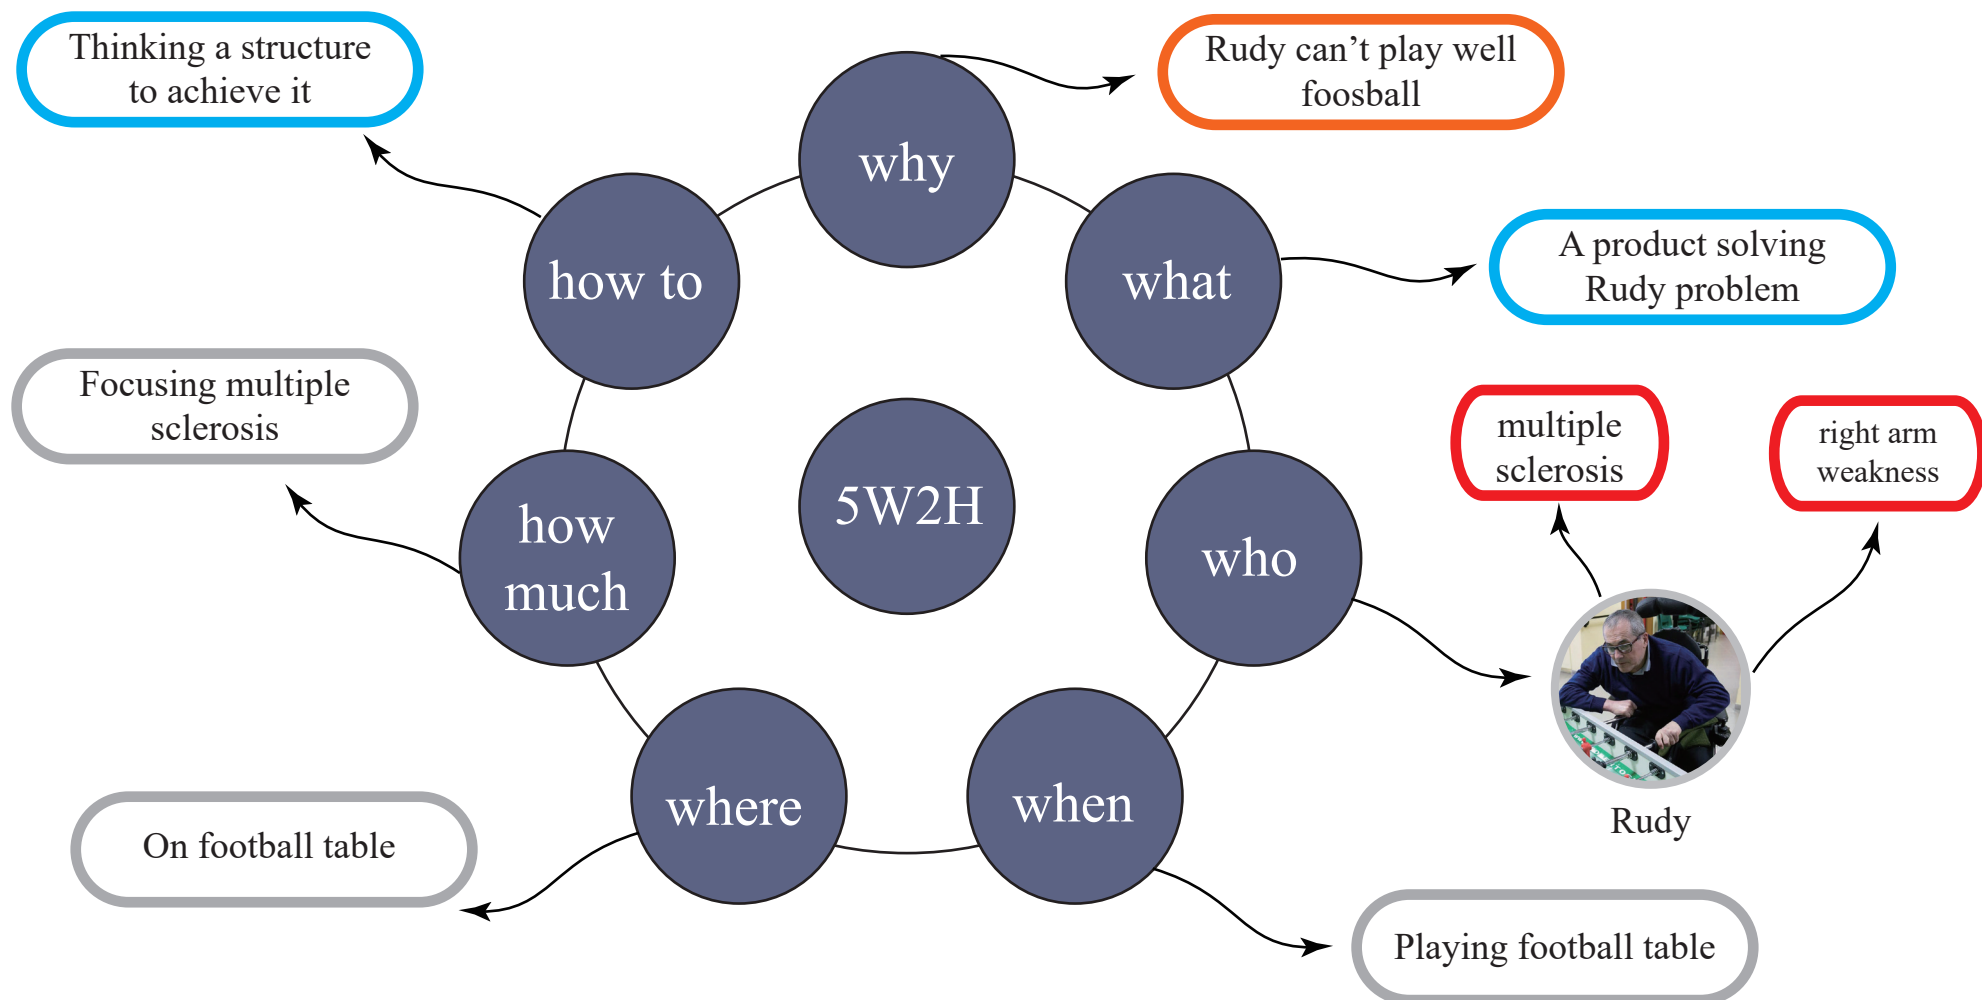 Thinking a structure
to achieve it
Rudy can’t play well
foosball
why
how to
what
A product solving
Rudy problem
Focusing multiple
sclerosis
multiple
sclerosis
right arm
weakness
5W2H
how
much
who
where
when
Rudy
On football table
Playing football table